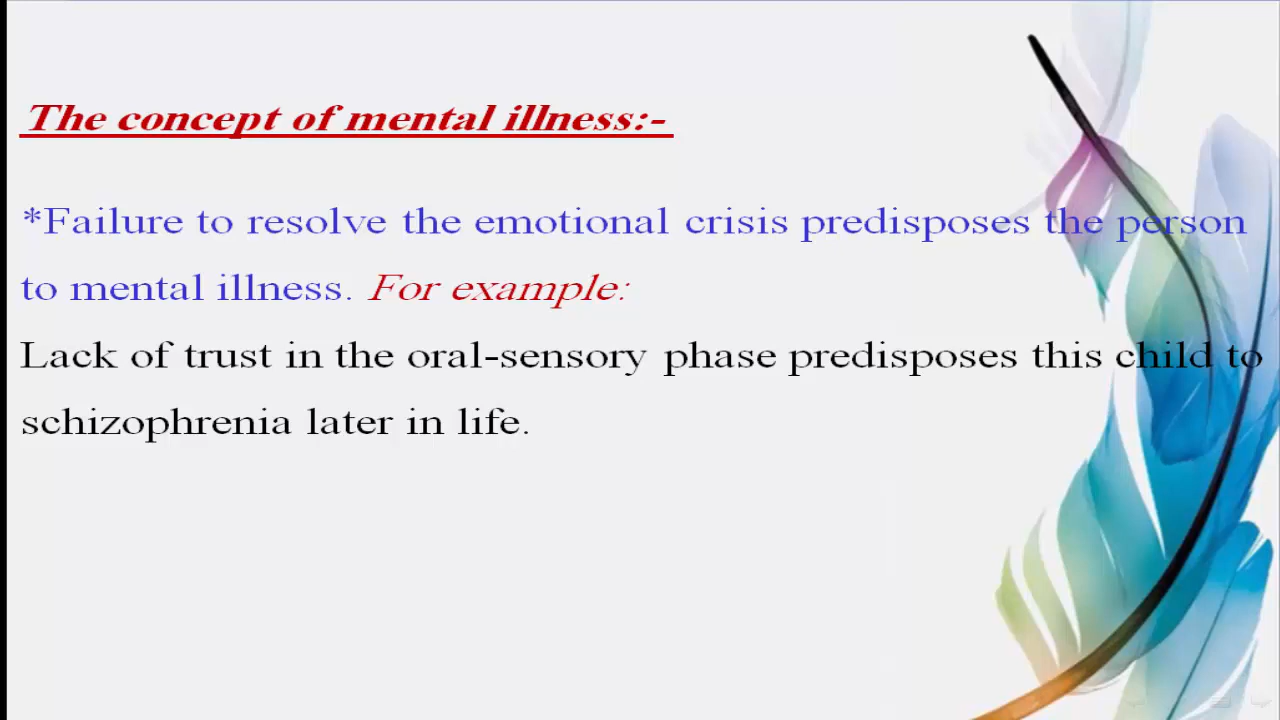 The concept of mental illness:-
*Failure to resolve the emotional crisis predisposes the person
to mental illness. For example:
Lack of trust in the oral-sensory phase predisposes this child to
schizophrenia later in life.